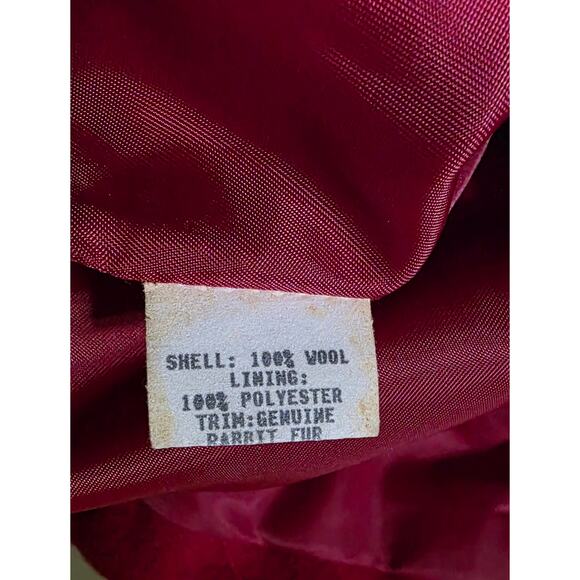 SHELL: 100% WOOL
LINING:
100% POLYESTER
TRIM:GENUINE
RABBIT FUR